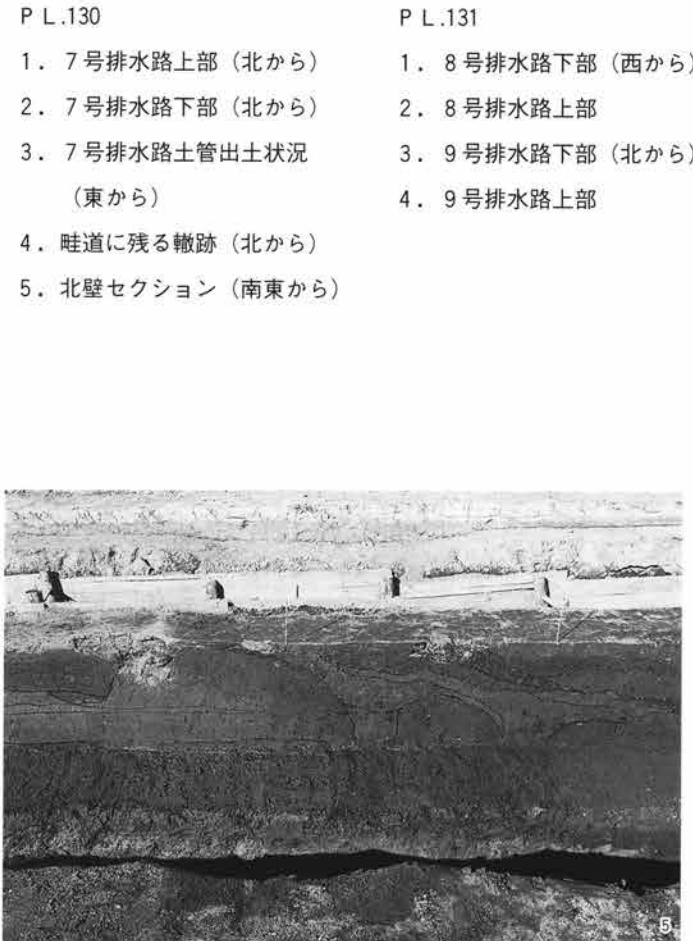 PL.130
1. 7号排水路上部（北から）
2. 7号排水路下部（北から）
3. 7号排水路土管出土状況
（東から）
4. 畦道に残る轍跡（北から）
5. 北壁セクション（南東から）
PL.131
1. 8号排水路下部（西から）
2. 8号排水路上部
3. 9号排水路下部（北から）
4. 9号排水路上部
5